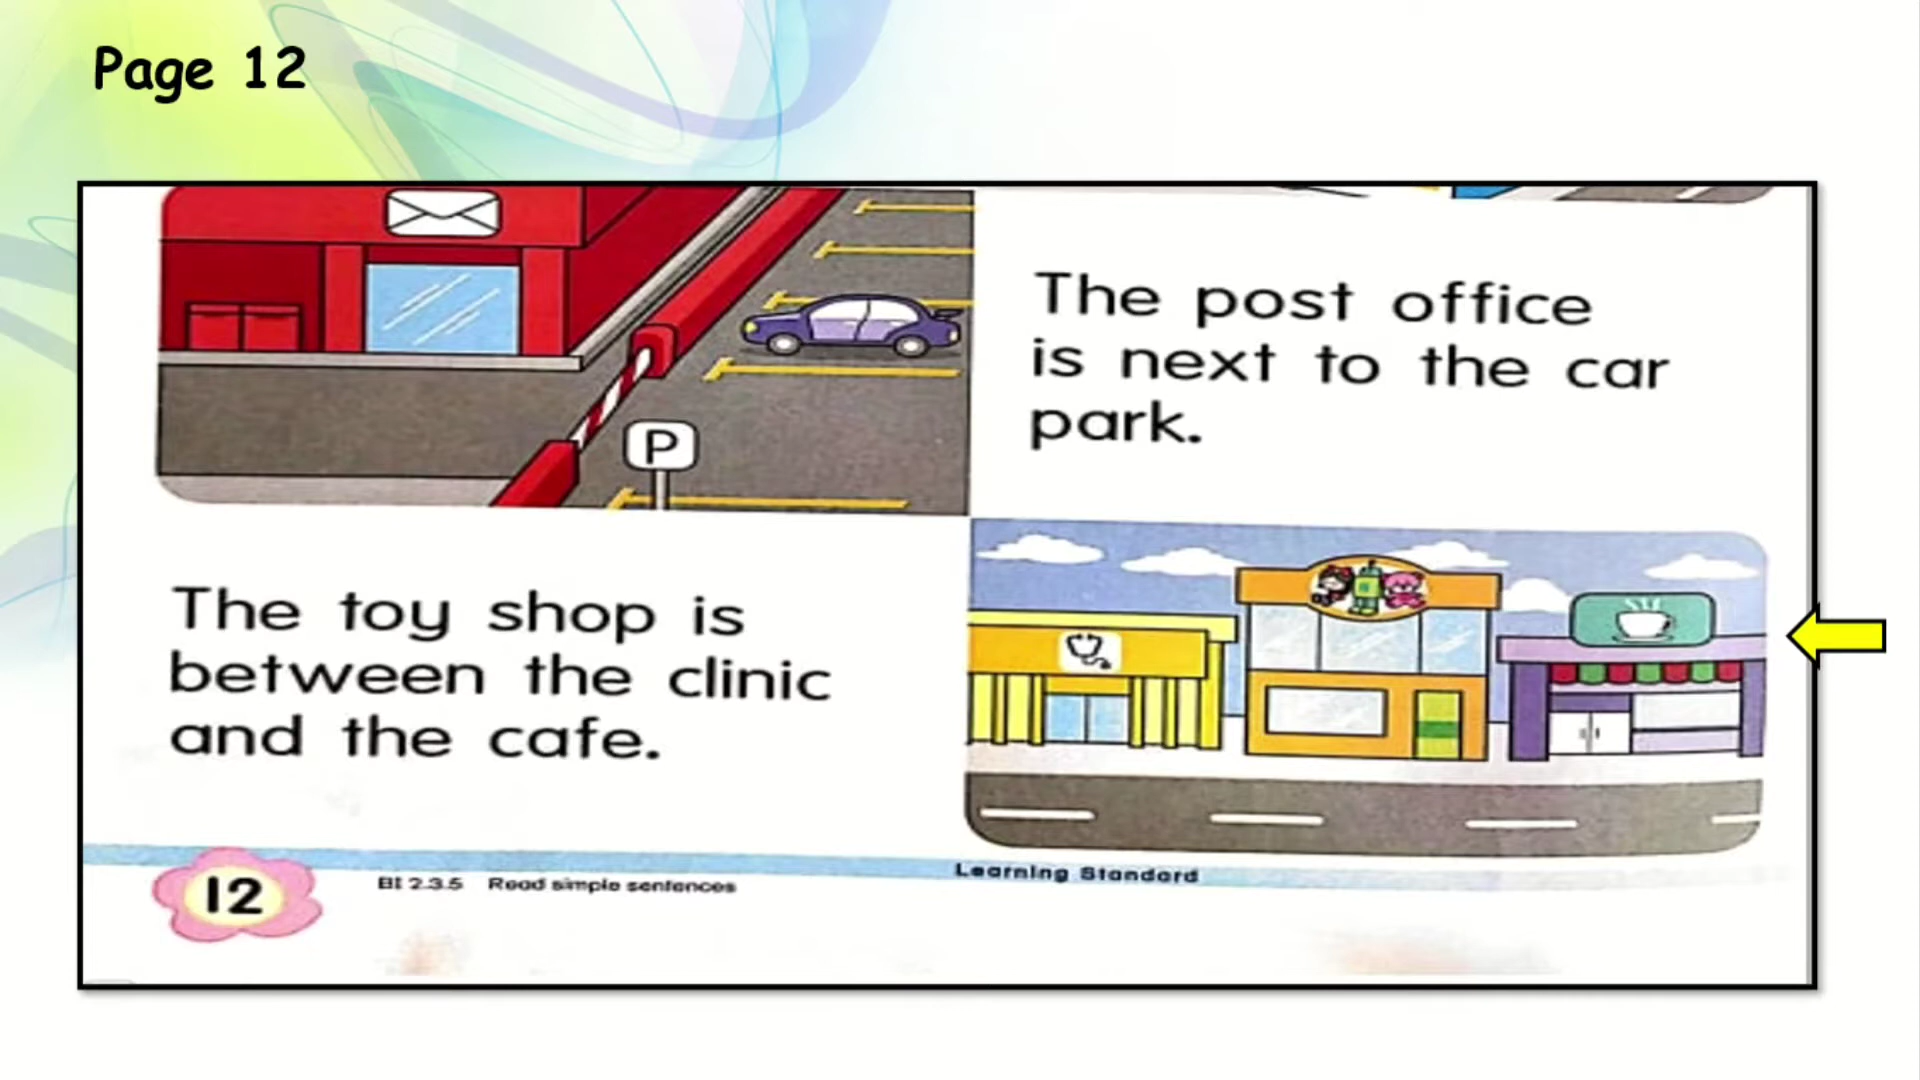 Page 12
The post office
is next to the car
park.
P
The toy shop is
between the clinic
and the cafe.
12
BI 2.3.5 Read simple sentences
Learning Standard